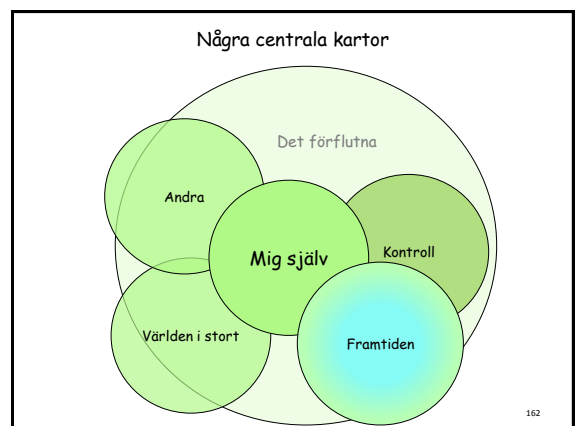 Några centrala kartor
Det förflutna
Andra
Mig själv
Kontroll
Världen i stort
Framtiden
162